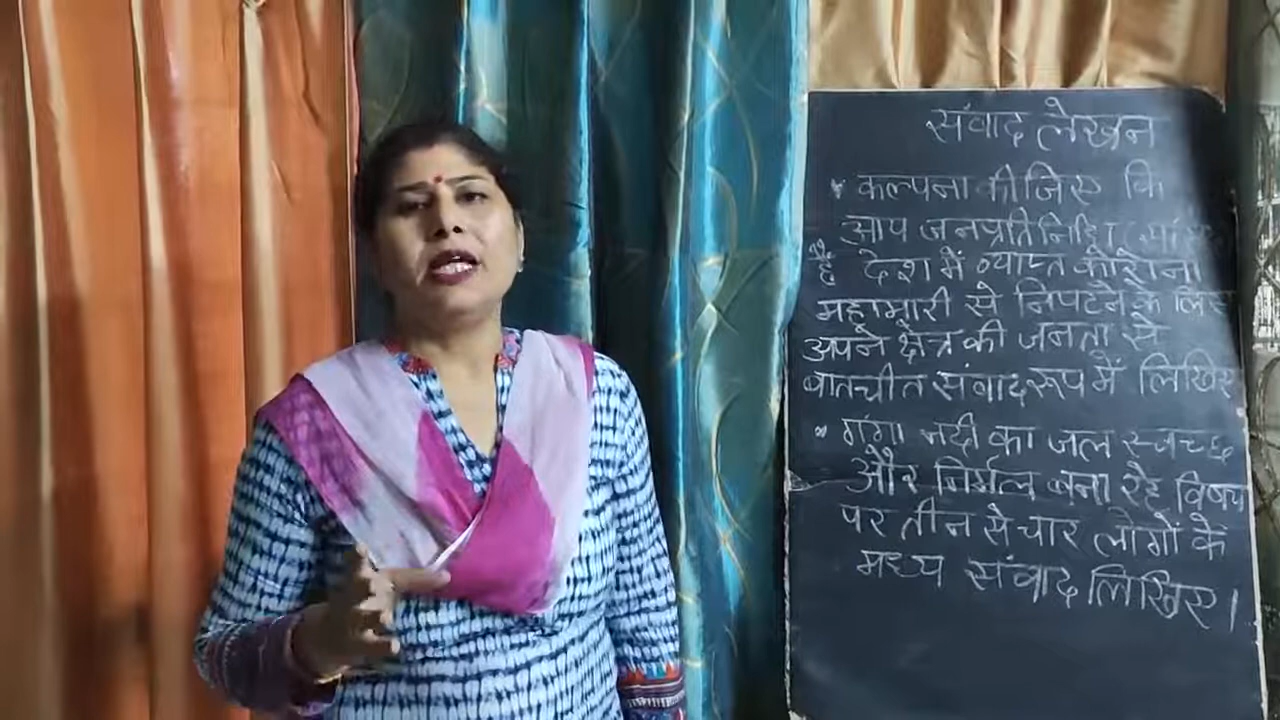 संवाद लेखन
कल्पना कीजिए कि
आप जनप्रतिनिधि
हैं देश में व्याप्त कोरोना
महामारी से निपटने के लिए
अपने क्षेत्र की जनता से
बातचीत संवाद रूप में लिखिए
गंगा नदी का जल स्वच्छ
और निर्मल बना रहे विषय
पर तीन से चार लोगों के
मध्य संवाद लिखिए।